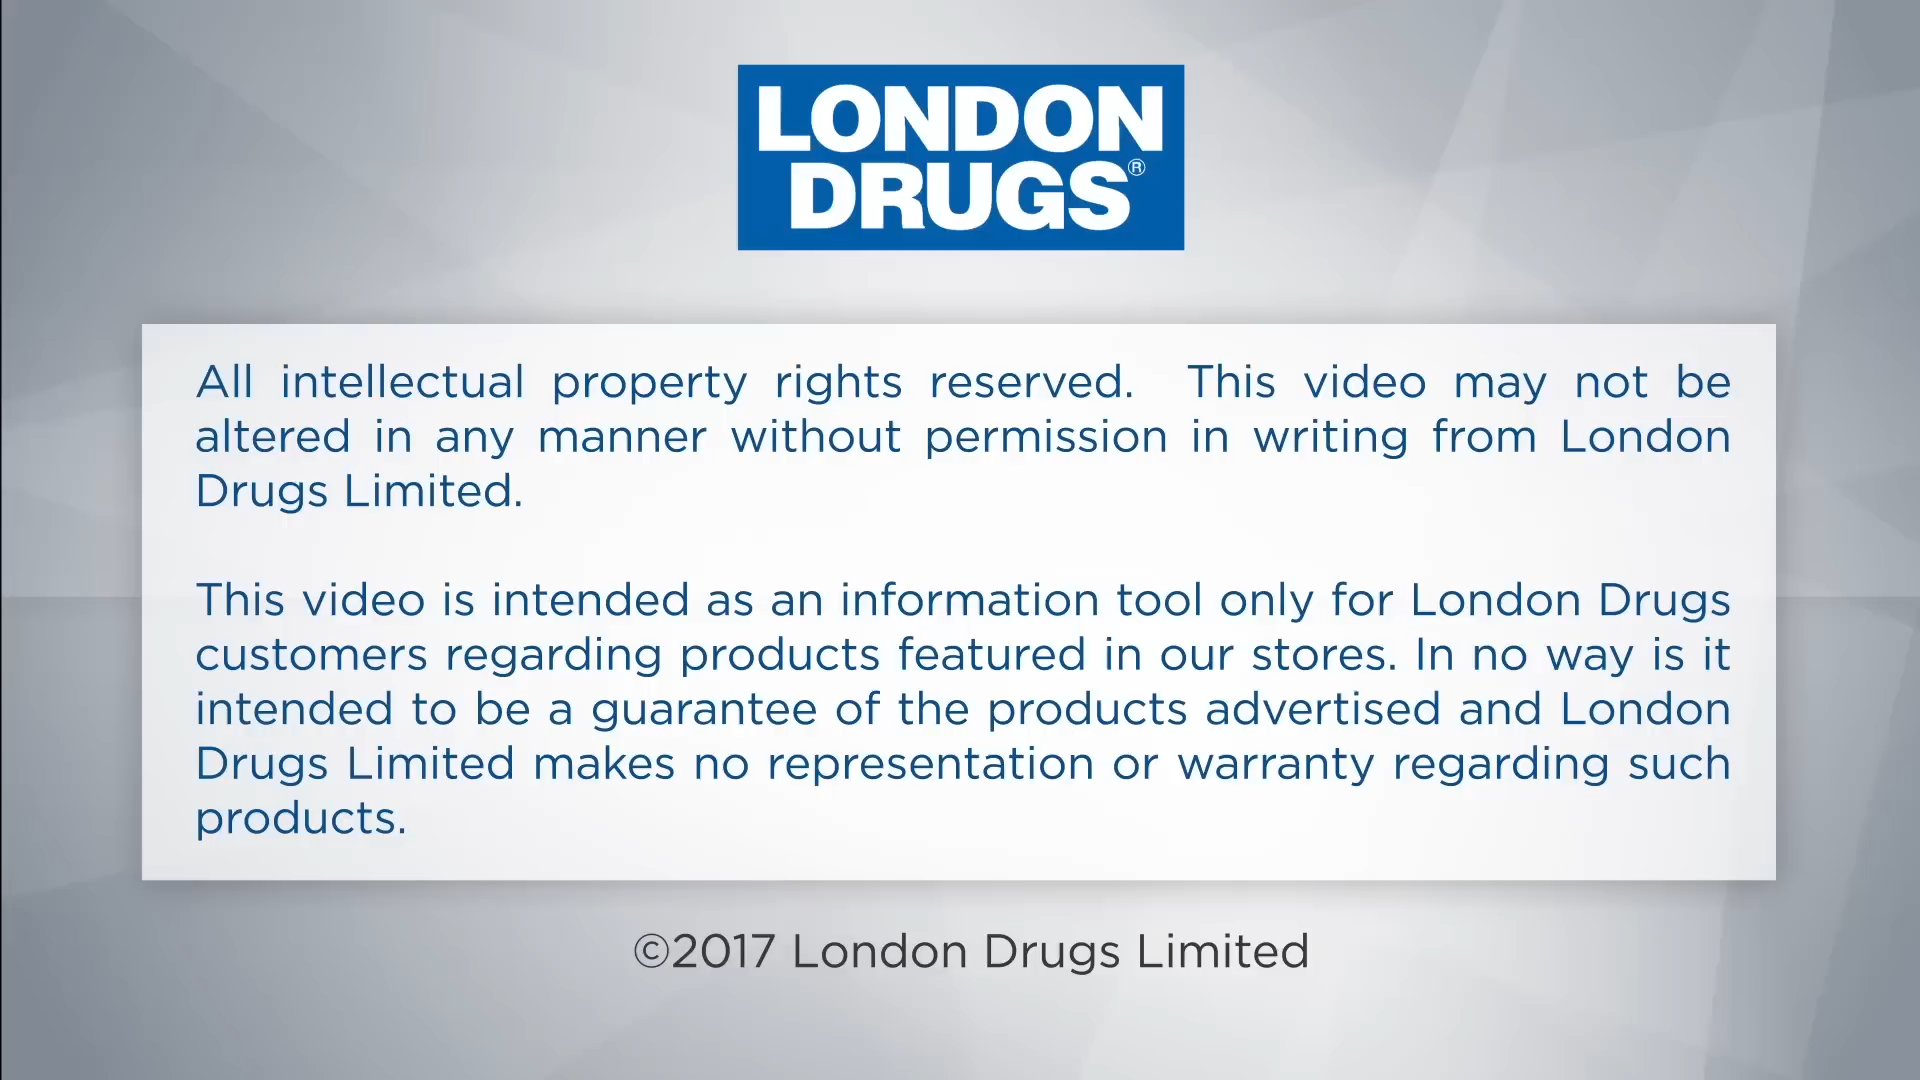 LONDON
DRUGS®
All intellectual property rights reserved. This video may not be
altered in any manner without permission in writing from London
Drugs Limited.
This video is intended as an information tool only for London Drugs
customers regarding products featured in our stores. In no way is it
intended to be a guarantee of the products advertised and London
Drugs Limited makes no representation or warranty regarding such
products.
©2017 London Drugs Limited